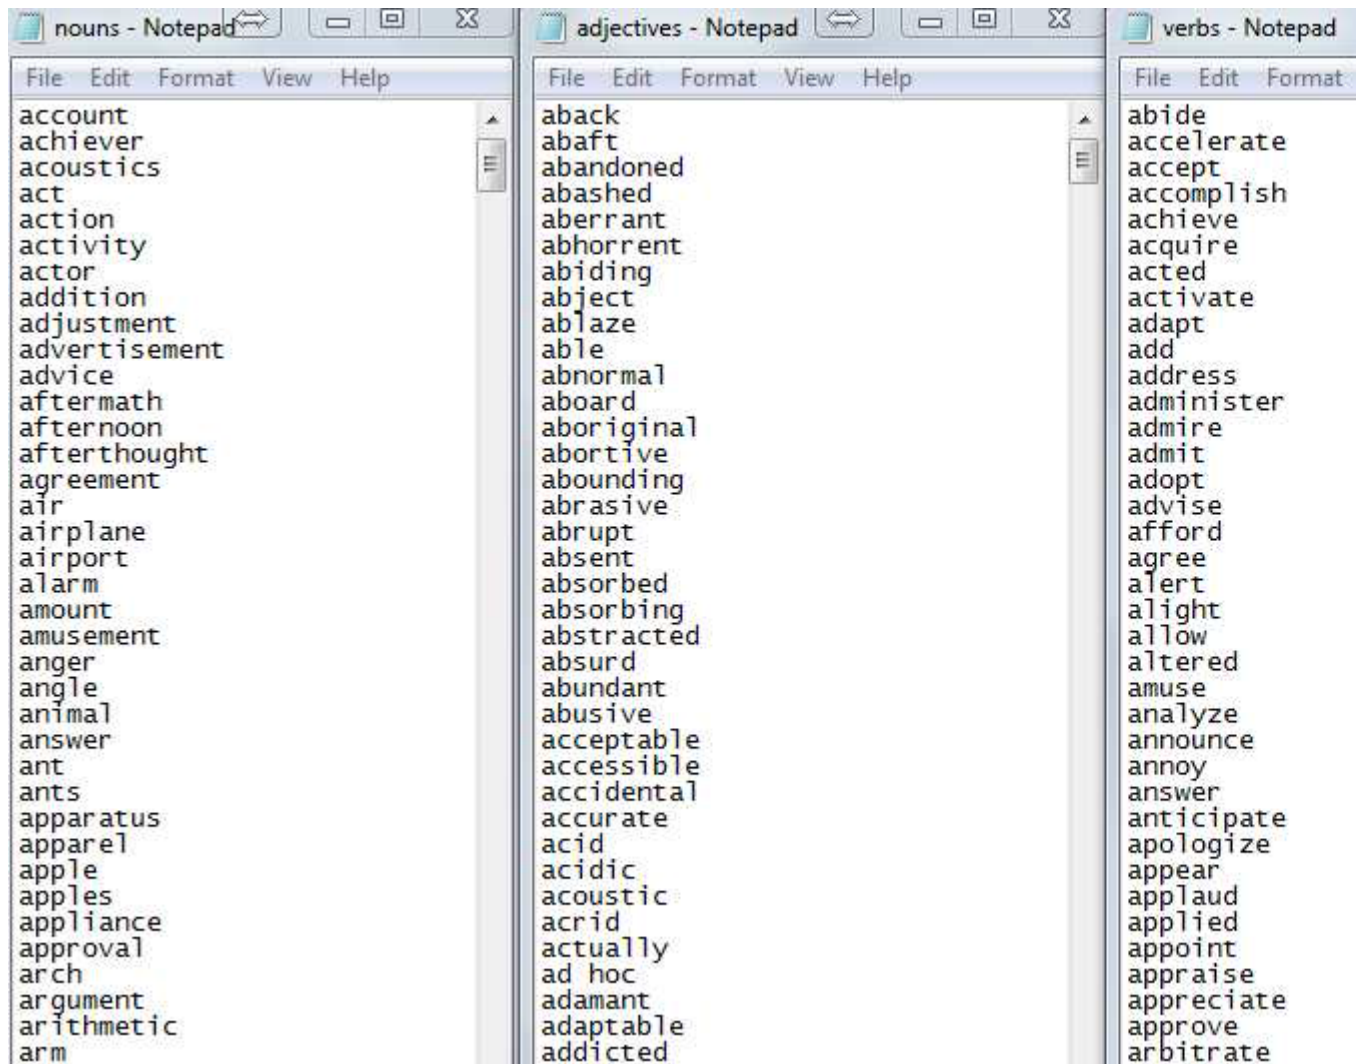 nouns - Notepad
File Edit Format View Help
account
achiever
acoustics
act
action
activity
actor
addition
adjustment
advertisement
advice
aftermath
afternoon
afterthought
agreement
air
airplane
airport
alarm
amount
amusement
anger
angle
animal
answer
ant
ants
apparatus
apparel
apple
apples
appliance
approval
arch
argument
arithmetic
arm
adjectives - Notepad
File Edit Format View Help
aback
abaft
abandoned
abashed
aberrant
abhorrent
abiding
abject
ablaze
able
abnormal
aboard
aboriginal
abortive
abounding
abrasive
abrupt
absent
absorbed
absorbing
abstracted
absurd
abundant
abusive
acceptable
accessible
accidental
accurate
acid
acidic
acoustic
acrid
actually
ad hoc
adamant
adaptable
addicted
verbs - Notepad
File Edit Format
abide
accelerate
accept
accomplish
achieve
acquire
acted
activate
adapt
add
address
administer
admire
admit
adopt
advise
afford
agree
alert
alight
allow
altered
amuse
analyze
announce
annoy
answer
anticipate
apologize
appear
applaud
applied
appoint
appraise
appreciate
approve
arbitrate